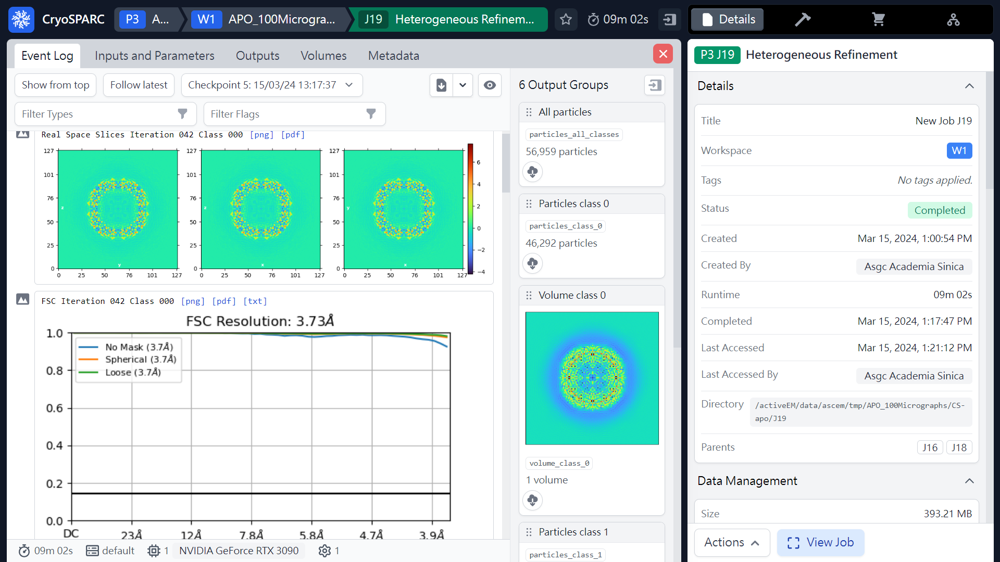 CryoSPARC P3 A... W1 APO_100Microgra... J19 Heterogeneous Refinem... 09m 02s Details
Event Log Inputs and Parameters Outputs Volumes Metadata
Show from top Follow latest Checkpoint 5: 15/03/24 13:17:37
Filter Types Filter Flags
Real Space Slices Iteration 042 Class 000 [png] [pdf]
127 127 127
101 101 101
76 76 76
z z y
50 50 50
25 25 25
y x x
0 0 0
0 25 50 76 101 127 0 25 50 76 101 127 0 25 50 76 101 127
6
4
2
0
−2
−4
FSC Iteration 042 Class 000 [png] [pdf] [txt]
FSC Resolution: 3.73Å
1.0
No Mask (3.7Å)
Spherical (3.7Å)
Loose (3.7Å)
0.8
0.6
0.4
0.2
0.0
DC 23Å 12Å 7.8Å 5.8Å 4.7Å 3.9Å
09m 02s default 1 NVIDIA GeForce RTX 3090 1
6 Output Groups
All particles
particles_all_classes
56,959 particles
Particles class 0
particles_class_0
46,292 particles
Volume class 0
volume_class_0
1 volume
Particles class 1
particles_class_1
P3 J19 Heterogeneous Refinement
Details
Title New Job J19
Workspace W1
Tags No tags applied.
Status Completed
Created Mar 15, 2024, 1:00:54 PM
Created By Asgc Academia Sinica
Runtime 09m 02s
Completed Mar 15, 2024, 1:17:47 PM
Last Accessed Mar 15, 2024, 1:21:12 PM
Last Accessed By Asgc Academia Sinica
Directory /activeEM/data/ascem/tmp/APO_100Micrographs/CS-
apo/J19
Parents J16 J18
Data Management
Size 393.21 MB
Actions View Job